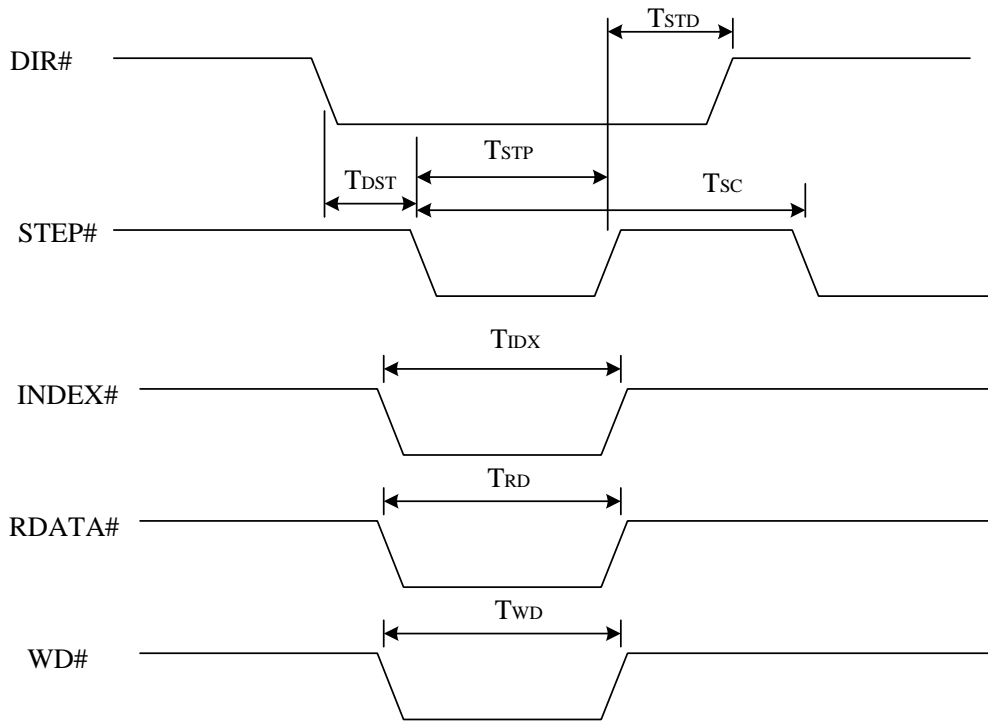 TSTD
DIR#
TSTP
TDST
TSC
STEP#
TIDX
INDEX#
TRD
RDATA#
TWD
WD#